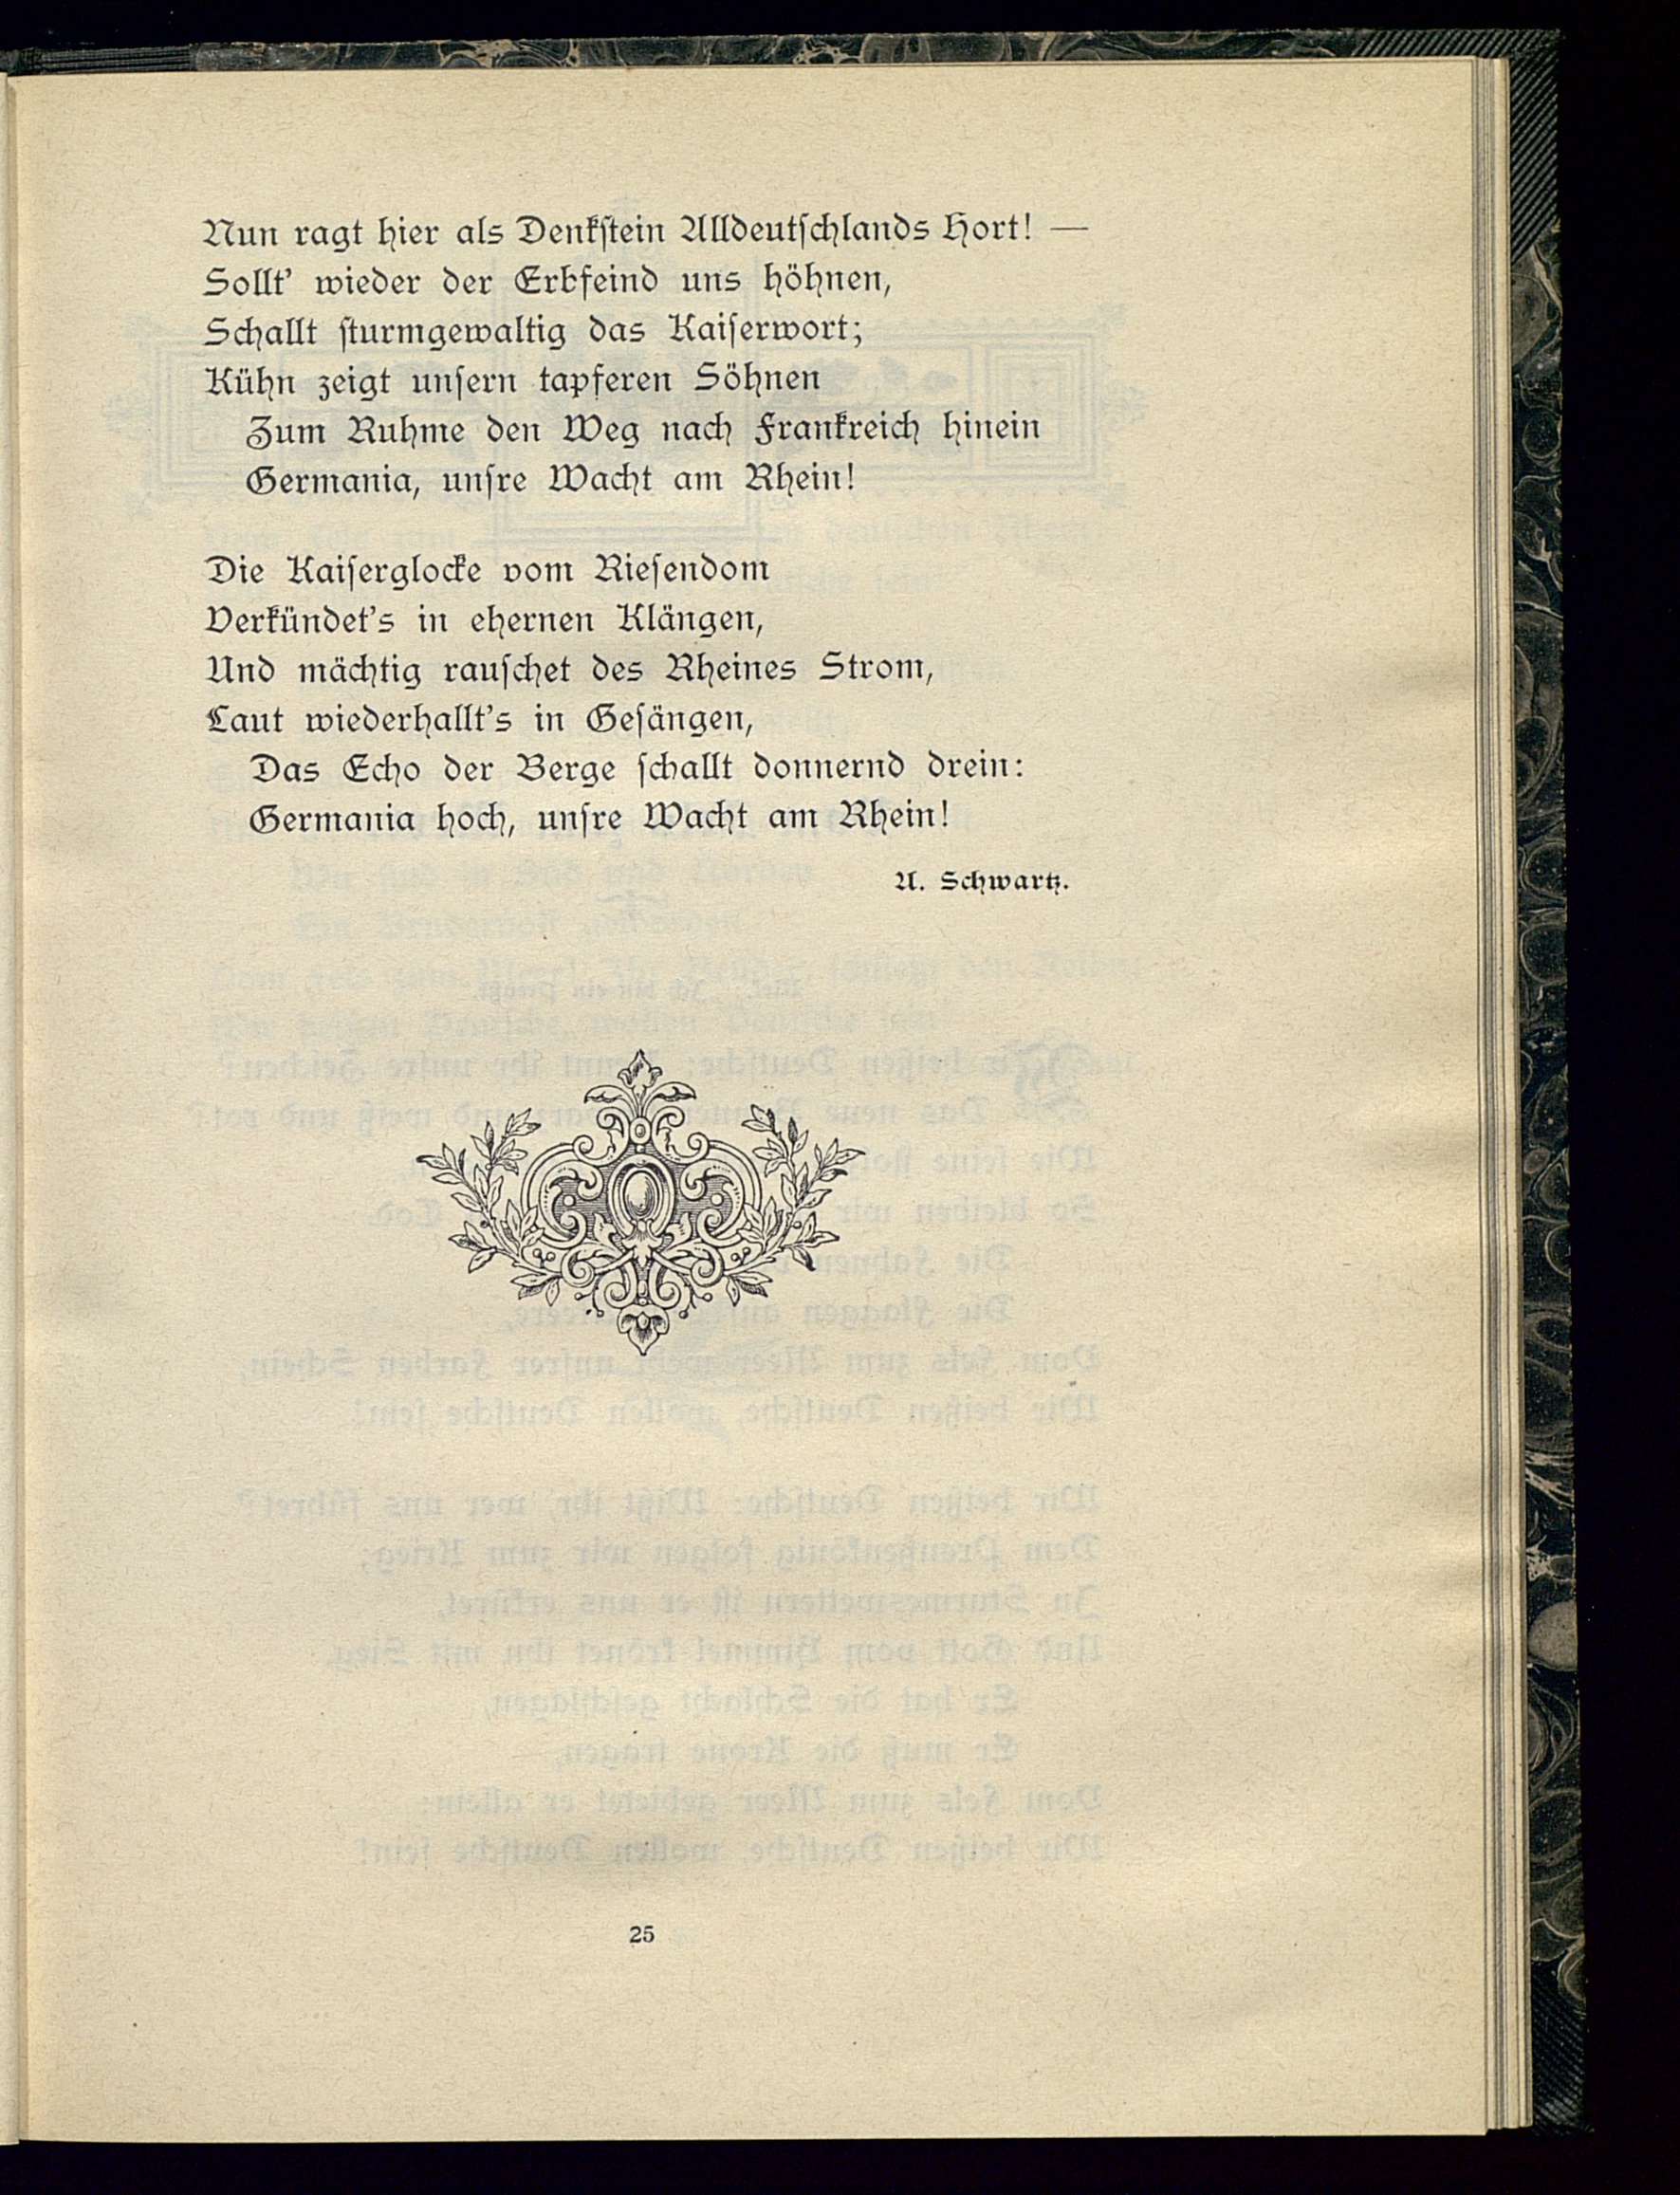 Nun ragt hier als Denkſtein Alldeutſchlands Hort! —
Sollt' wieder der Erbfeind uns höhnen,
Schallt ſturmgewaltig das Kaiſerwort;
Kühn zeigt unſern tapferen Söhnen
Zum Ruhme den Weg nach Frankreich hinein
Germania, unſre Wacht am Rhein!

Die Kaiſerglocke vom Rieſendom
Verkündet's in ehernen Klängen,
Und mächtig rauſchet des Rheines Strom,
Laut wiederhallt's in Geſängen,
Das Echo der Berge ſchallt donnernd drein:
Germania hoch, unſre Wacht am Rhein!
A. Schwartz.
25